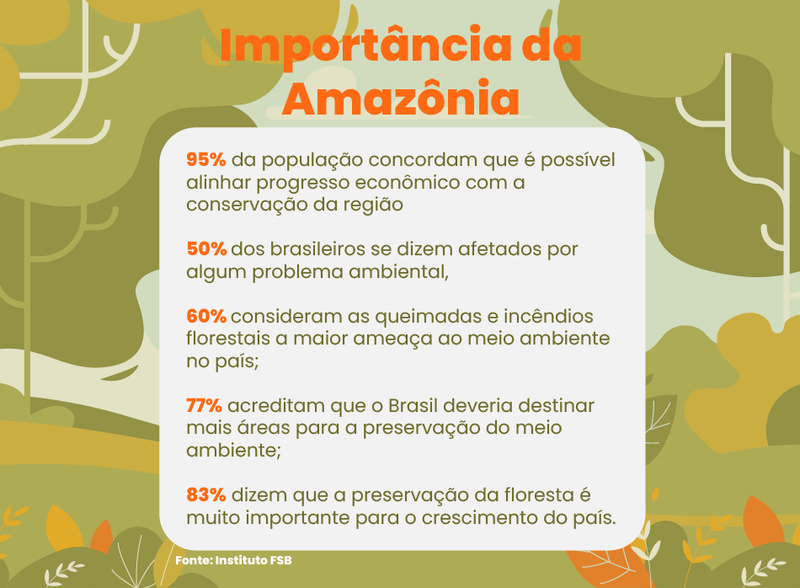 Importância da
Amazônia
95% da população concordam que é possível
alinhar progresso econômico com a
conservação da região
50% dos brasileiros se dizem afetados por
algum problema ambiental,
60% consideram as queimadas e incêndios
florestais a maior ameaça ao meio ambiente
no país;
77% acreditam que o Brasil deveria destinar
mais áreas para a preservação do meio
ambiente;
83% dizem que a preservação da floresta é
muito importante para o crescimento do país.
Fonte: Instituto FSB